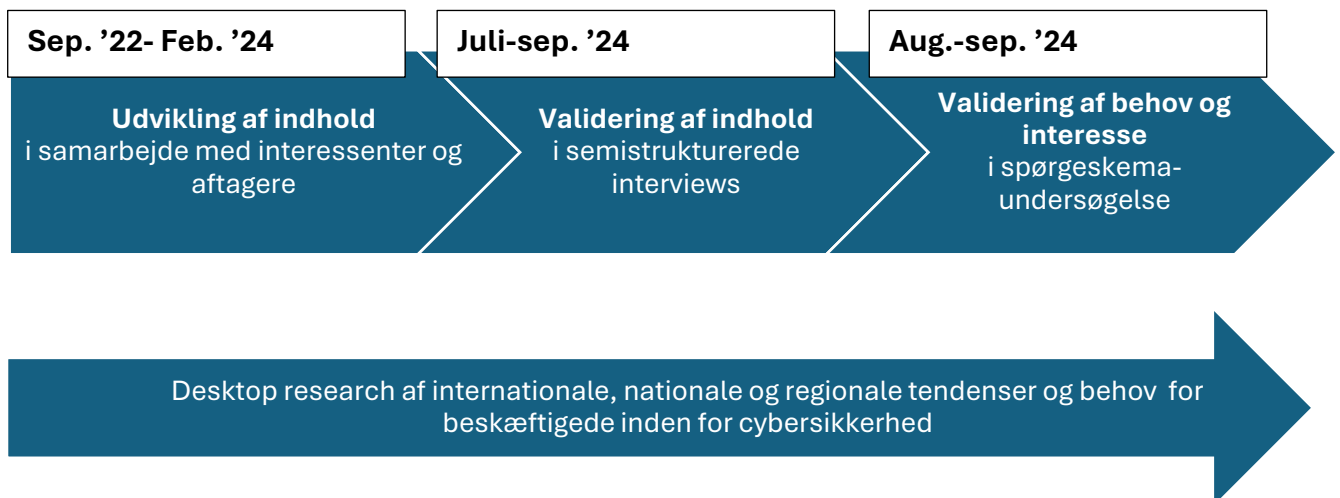 Sep. ’22- Feb. ’24
Udvikling af indhold
i samarbejde med interessenter og
aftagere
Juli-sep. ’24
Validering af indhold
i semistrukturerede
interviews
Aug.-sep. ’24
Validering af behov og
interesse
i spørgeskema-
undersøgelse
Desktop research af internationale, nationale og regionale tendenser og behov for
beskæftigede inden for cybersikkerhed